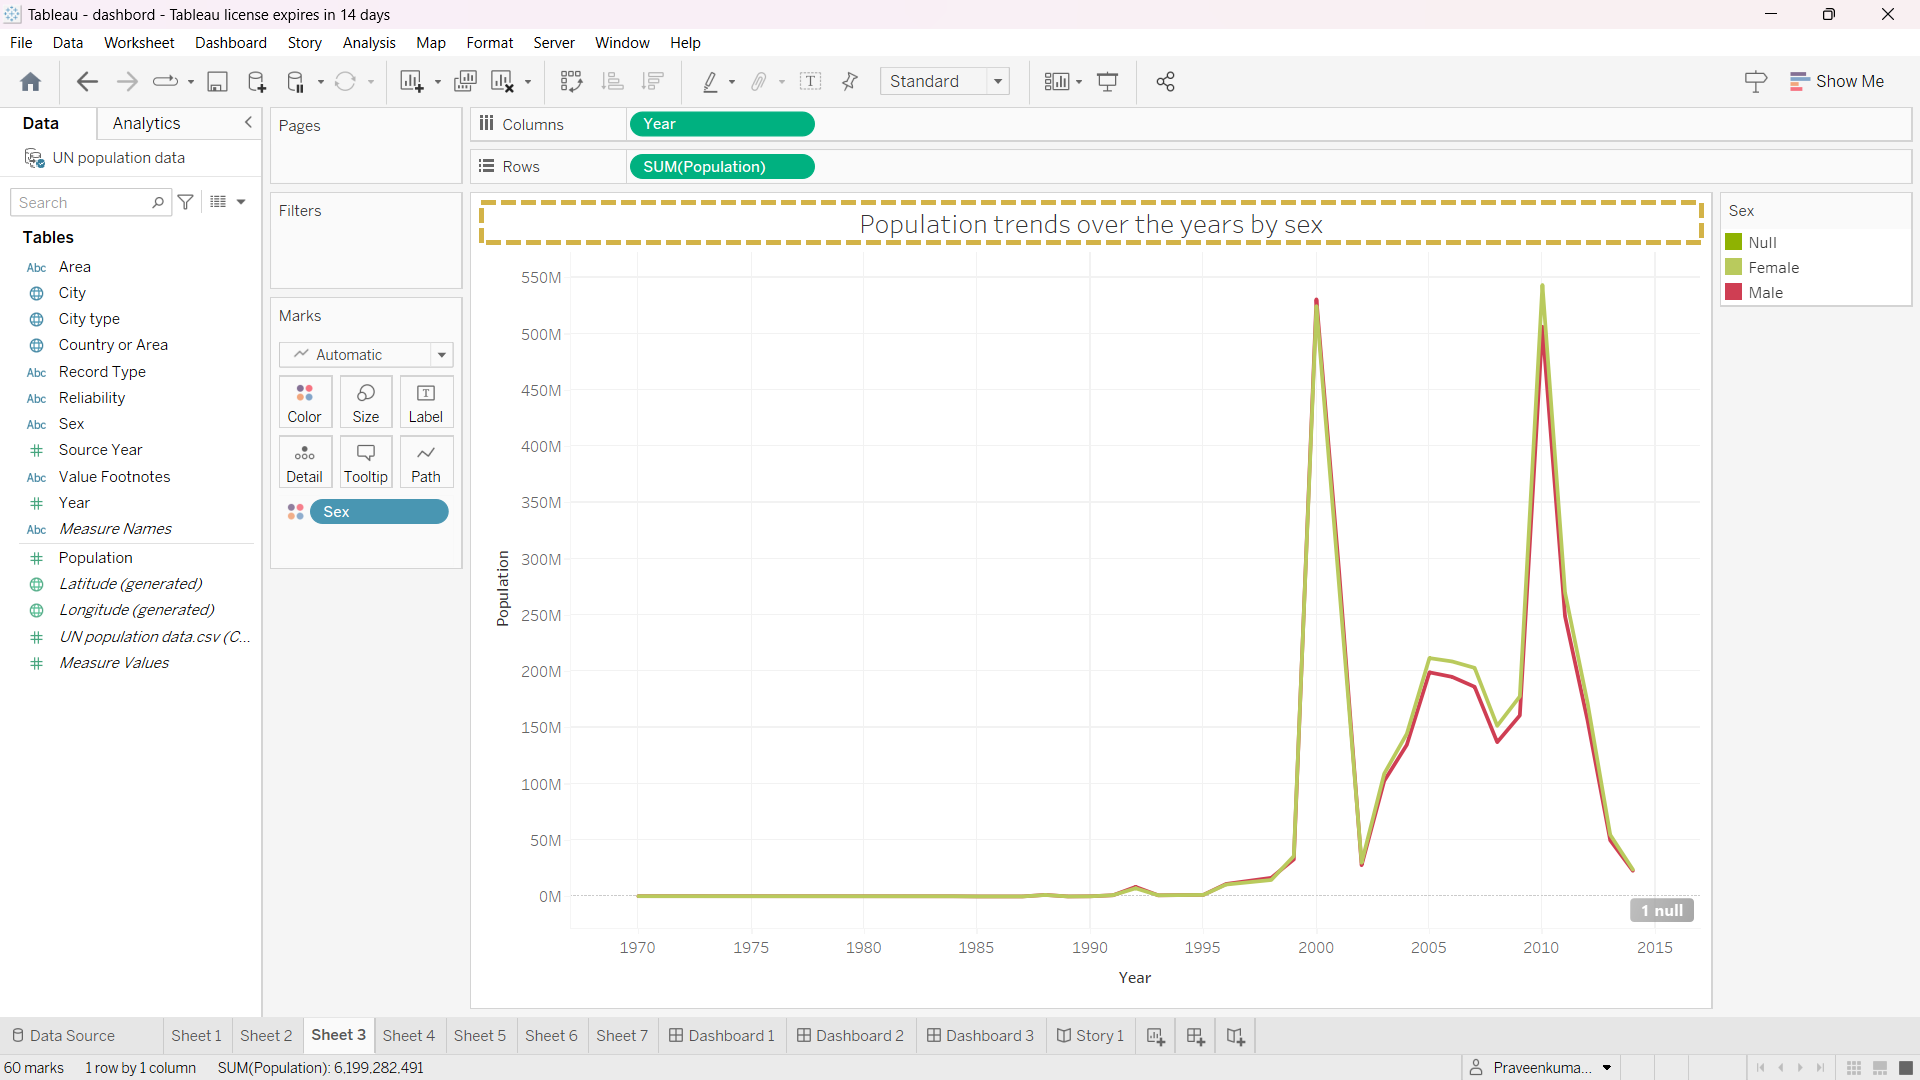 Tableau - dashbord - Tableau license expires in 14 days
File Data Worksheet Dashboard Story Analysis Map Format Server Window Help
Standard
Show Me
Data
Analytics
UN population data
Search
Tables
Abc Area
City
City type
Country or Area
Abc Record Type
Abc Reliability
Abc Sex
Source Year
Abc Value Footnotes
Year
Abc Measure Names
Population
Latitude (generated)
Longitude (generated)
UN population data.csv (C...
Measure Values
Pages
Filters
Marks
Automatic
Color Size Label
Detail Tooltip Path
Sex
Columns Year
Rows SUM(Population)
Population trends over the years by sex
550M
500M
450M
400M
350M
300M
250M
200M
150M
100M
50M
0M
Population
1 null
1970 1975 1980 1985 1990 1995 2000 2005 2010 2015
Year
Sex
Null
Female
Male
Data Source Sheet 1 Sheet 2 Sheet 3 Sheet 4 Sheet 5 Sheet 6 Sheet 7 Dashboard 1 Dashboard 2 Dashboard 3 Story 1
60 marks 1 row by 1 column SUM(Population): 6,199,282,491
Praveenkuma...